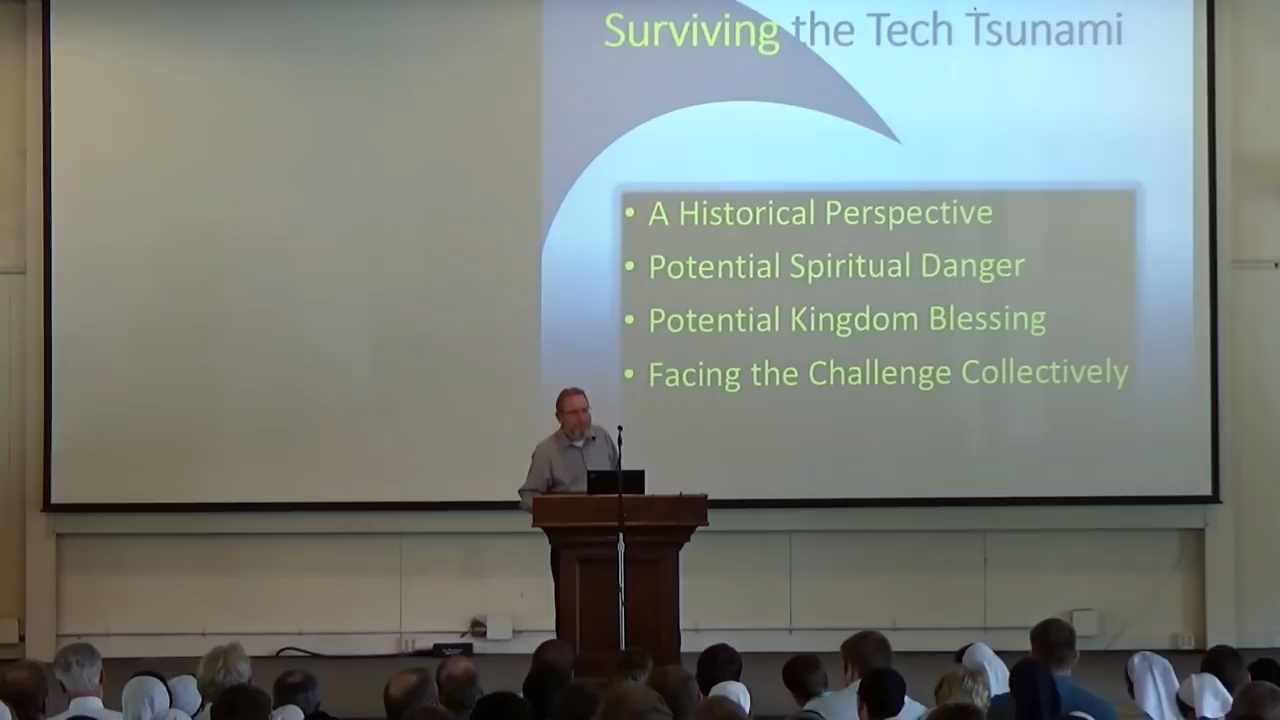 Surviving the Tech Tsunami
• A Historical Perspective
• Potential Spiritual Danger
• Potential Kingdom Blessing
• Facing the Challenge Collectively